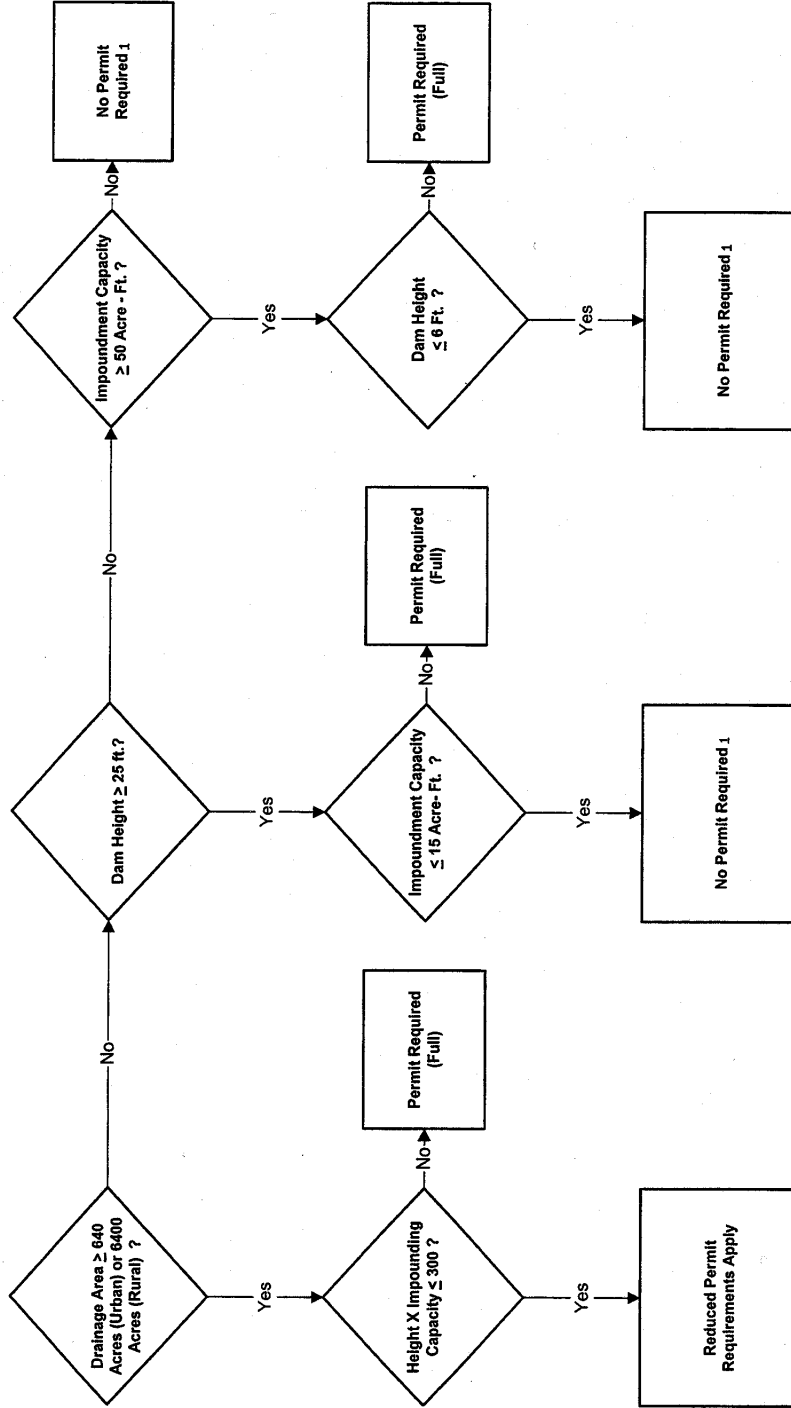 Drainage Area ≥ 640
Acres (Urban) or 6400
Acres (Rural) ?
No
Yes
Height X Impounding
Capacity ≤ 300 ?
No
Permit Required
(Full)
Yes
Reduced Permit
Requirements Apply
Dam Height ≥ 25 ft.?
No
Yes
Impoundment Capacity
≤ 15 Acre- Ft. ?
No
Permit Required
(Full)
Yes
No Permit Required 1
Impoundment Capacity
≥ 50 Acre - Ft. ?
No
No Permit
Required 1
Yes
Dam Height
≤ 6 Ft. ?
No
Permit Required
(Full)
Yes
No Permit Required 1